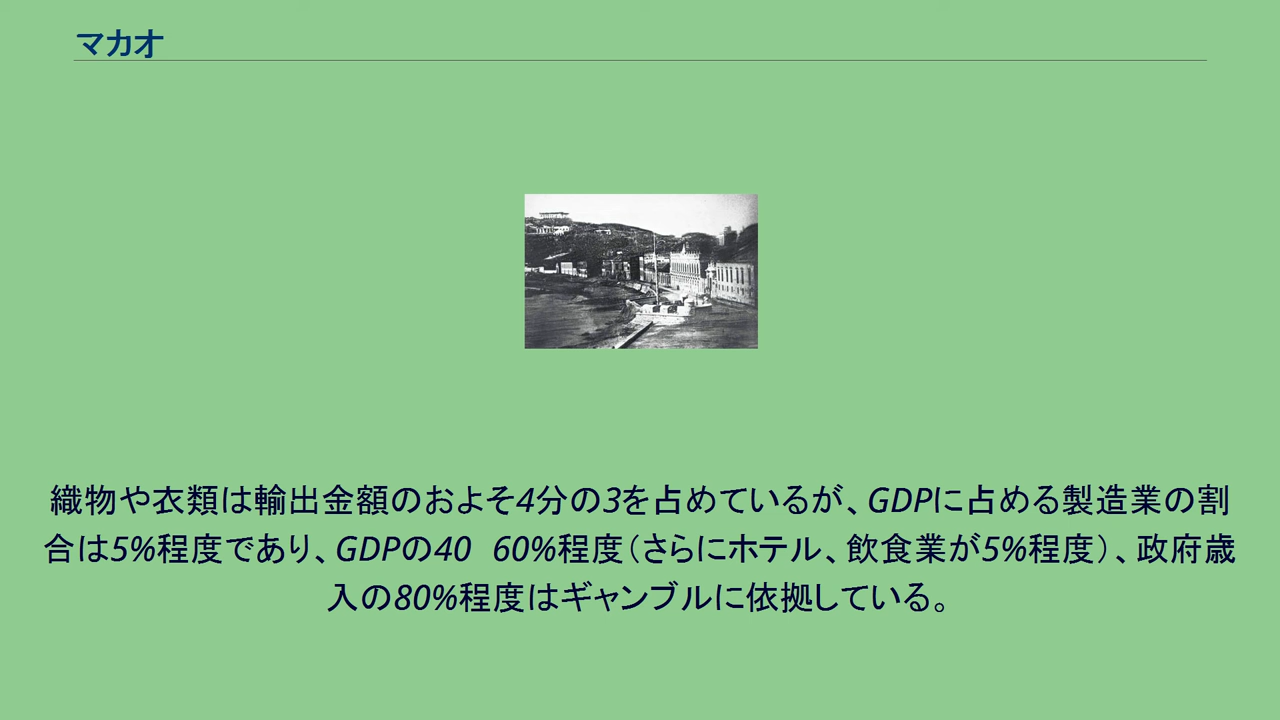 マカオ
織物や衣類は輸出金額のおよそ4分の3を占めているが、GDPに占める製造業の割
合は5%程度であり、GDPの40 60%程度（さらにホテル、飲食業が5%程度）、政府歳
入の80%程度はギャンブルに依拠している。